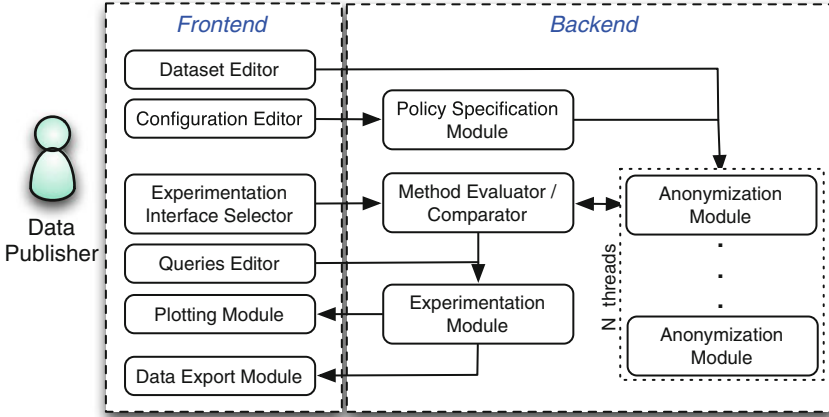 Frontend
Backend
Dataset Editor
Configuration Editor
Policy Specification
Module
Experimentation
Interface Selector
Method Evaluator /
Comparator
Anonymization
Module
Data
Publisher
Queries Editor
N threads
Plotting Module
Experimentation
Module
Anonymization
Module
Data Export Module